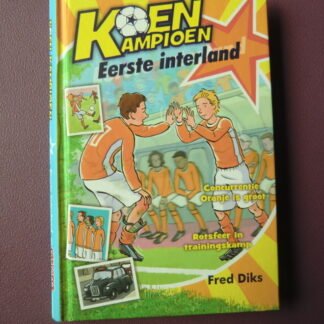 KOEN
KAMPIOEN
Eerste interland
Concurrentie
Oranje is groot
Rotsfeer in
trainingskamp
Fred Diks